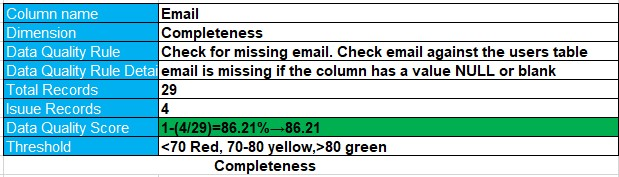 Column name Email
Dimension Completeness
Data Quality Rule Check for missing email. Check email against the users table
Data Quality Rule Detai email is missing if the column has a value NULL or blank
Total Records 29
Isuue Records 4
Data Quality Score 1-(4/29)=86.21%→86.21
Threshold <70 Red, 70-80 yellow,>80 green
Completeness